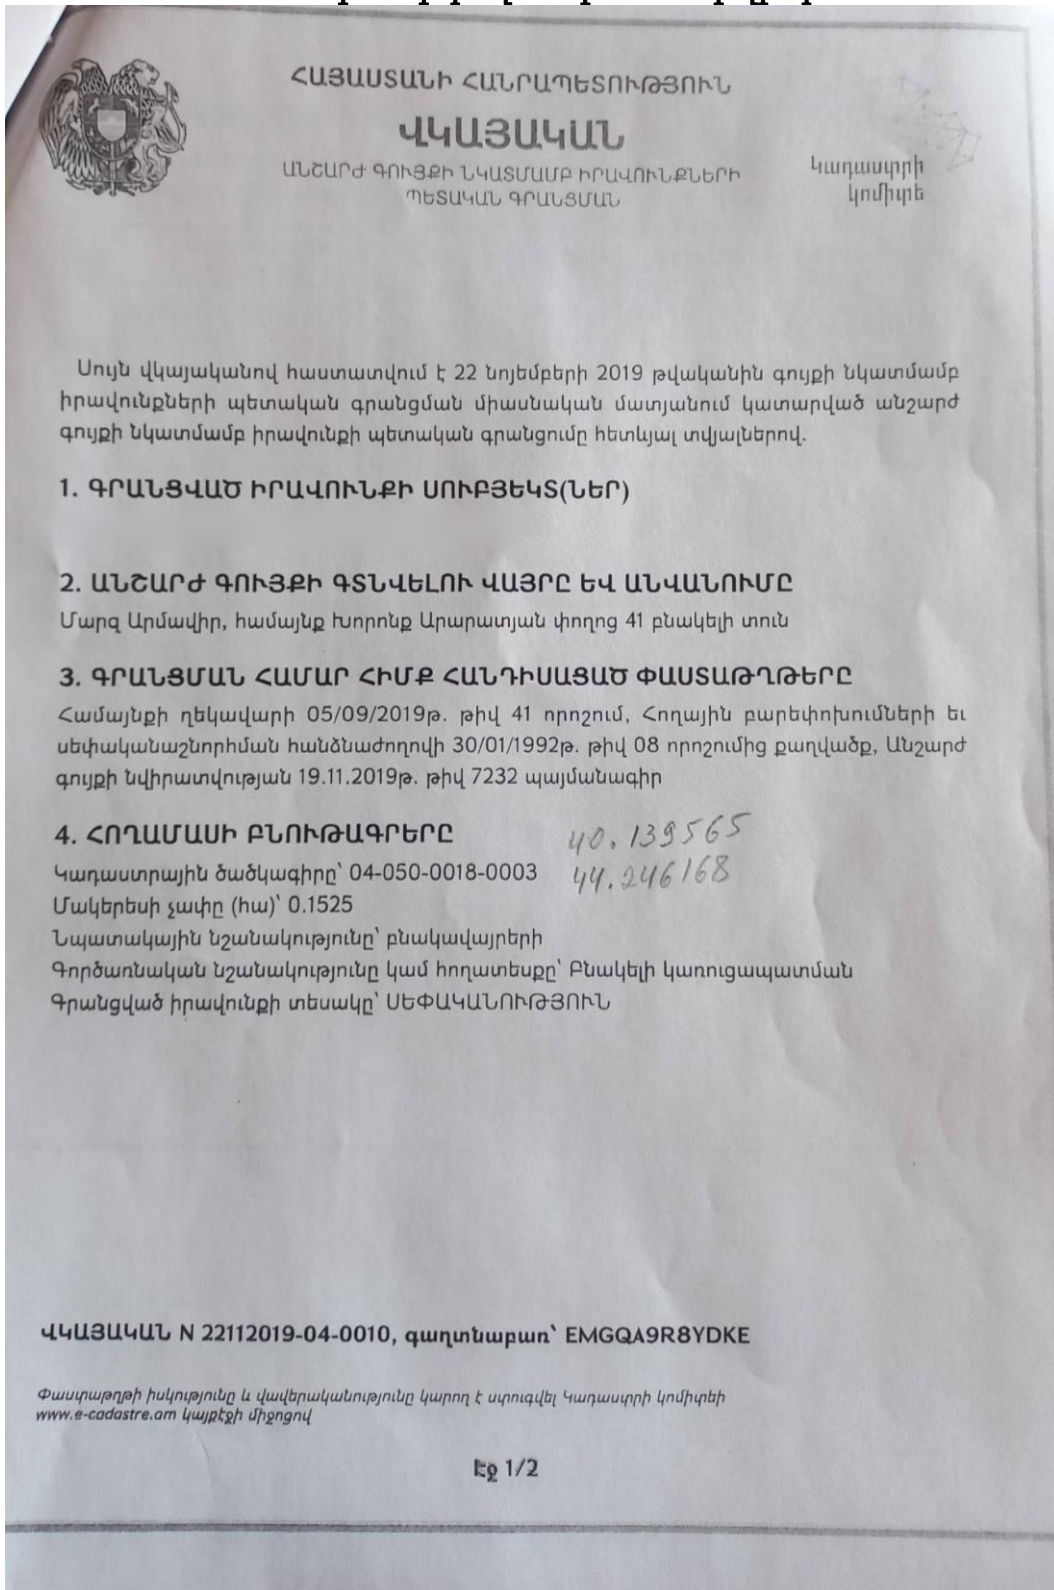 ՀԱՅԱՍՏԱՆԻ ՀԱՆՐԱՊԵՏՈՒԹՅՈՒՆ
ՎԿԱՅԱԿԱՆ
ԱՆՇԱՐԺ ԳՈՒՅՔԻ ՆԿԱՏՄԱՄԲ ԻՐԱՎՈՒՆՔՆԵՐԻ
ՊԵՏԱԿԱՆ ԳՐԱՆՑՄԱՆ
Կադաստրի
կոմիտե
Սույն վկայականով հաստատվում է 22 նոյեմբերի 2019 թվականին գույքի նկատմամբ
իրավունքների պետական գրանցման միասնական մատյանում կատարված անշարժ
գույքի նկատմամբ իրավունքի պետական գրանցումը հետևյալ տվյալներով.
1. ԳՐԱՆՑՎԱԾ ԻՐԱՎՈՒՆՔԻ ՍՈՒԲՅԵԿՏ(ՆԵՐ)
2. ԱՆՇԱՐԺ ԳՈՒՅՔԻ ԳՏՆՎԵԼՈՒ ՎԱՅՐԸ ԵՎ ԱՆՎԱՆՈՒՄԸ
Մարզ Արմավիր, համայնք Խորոնք Արարատյան փողոց 41 բնակելի տուն
3. ԳՐԱՆՑՄԱՆ ՀԱՄԱՐ ՀԻՄՔ ՀԱՆԴԻՍԱՑԱԾ ՓԱՍՏԱԹՂԹԵՐԸ
Համայնքի ղեկավարի 05/09/2019թ. թիվ 41 որոշում, Հողային բարեփոխումների եւ
սեփականաշնորհման հանձնաժողովի 30/01/1992թ. թիվ 08 որոշումից քաղվածք, Անշարժ
գույքի նվիրատվության 19.11.2019թ. թիվ 7232 պայմանագիր
4. ՀՈՂԱՄԱՍԻ ԲՆՈՒԹԱԳՐԵՐԸ
40.139565
Կադաստրային ծածկագիրը՝ 04-050-0018-0003
44.246168
Մակերեսի չափը (հա)՝ 0.1525
Նպատակային նշանակությունը՝ բնակավայրերի
Գործառնական նշանակությունը կամ հողատեսքը՝ Բնակելի կառուցապատման
Գրանցված իրավունքի տեսակը՝ ՍԵՓԱԿԱՆՈՒԹՅՈՒՆ
ՎԿԱՅԱԿԱՆ N 22112019-04-0010, գաղտնաբառ՝ EMGQA9R8YDKE
Փաստաթղթի իսկությունը և վավերականությունը կարող է ստուգվել Կադաստրի կոմիտեի
www.e-cadastre.am կայքէջի միջոցով
Էջ 1/2